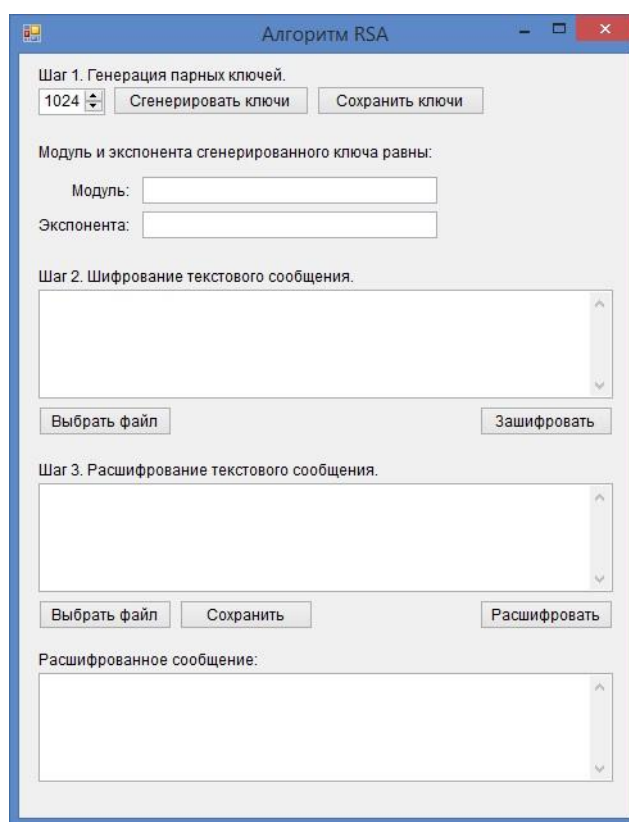 Алгоритм RSA
Шаг 1. Генерация парных ключей.
1024 Сгенерировать ключи Сохранить ключи
Модуль и экспонента сгенерированного ключа равны:
Модуль:
Экспонента:
Шаг 2. Шифрование текстового сообщения.
Выбрать файл Зашифровать
Шаг 3. Расшифрование текстового сообщения.
Выбрать файл Сохранить Расшифровать
Расшифрованное сообщение: